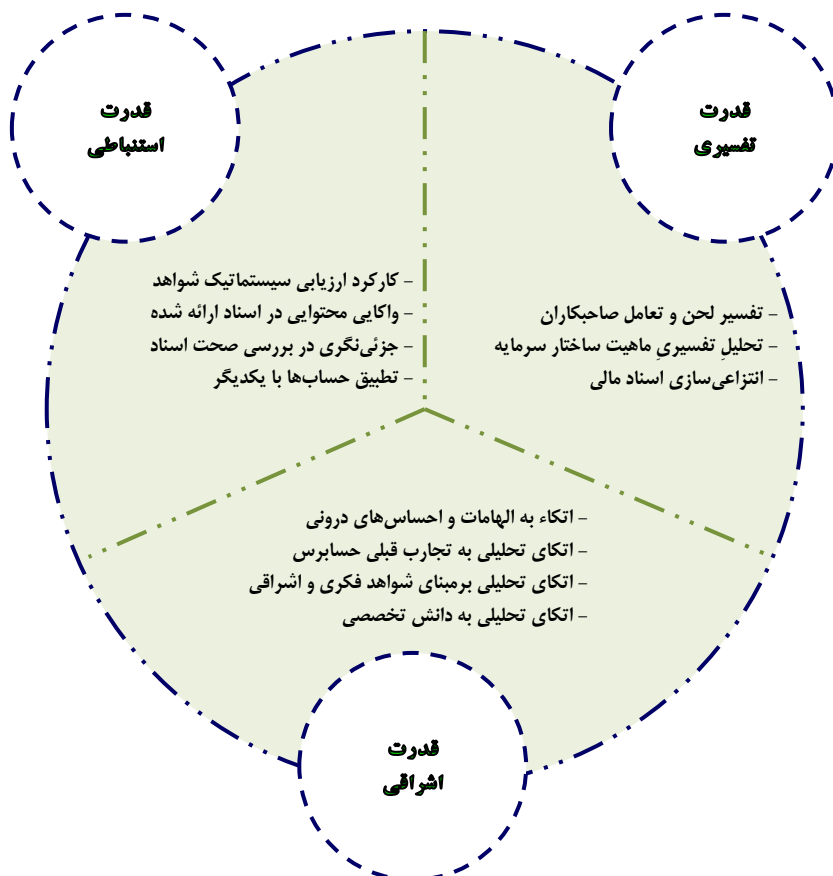 قدرت
تفسیری
قدرت
استنباطی
- تفسیر لحن و تعامل صاحبکاران
- تحلیلِ تفسیریِ ماهیت ساختار سرمایه
- انتزاعی‌سازی اسناد مالی
- کارکرد ارزیابی سیستماتیک شواهد
- واکایی محتوایی در اسناد ارائه شده
- جزئی‌نگری در بررسی صحت اسناد
- تطبیق حساب‌ها با یکدیگر
- اتکاء به الهامات و احساس‌های درونی
- اتکای تحلیلی به تجارب قبلی حسابرس
- اتکای تحلیلی برمبنای شواهد فکری و اشراقی
- اتکای تحلیلی به دانش تخصصی
قدرت
اشراقی